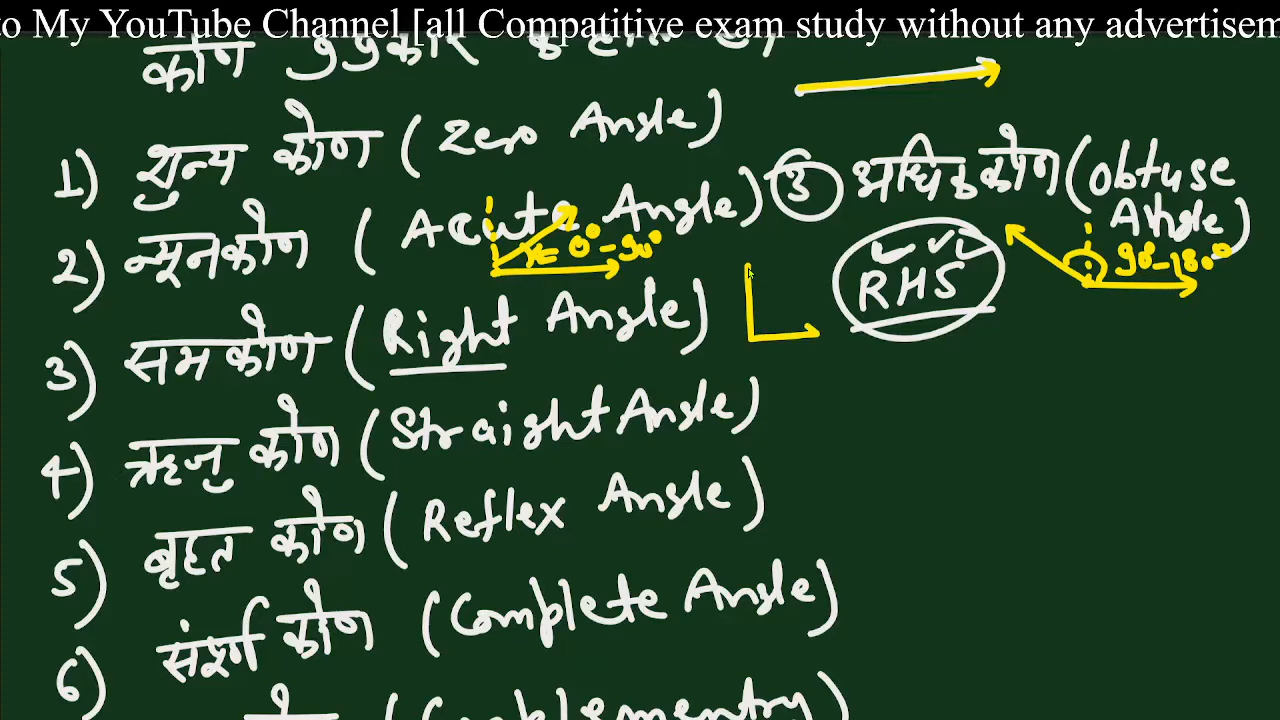 to My YouTube Channel [all Compatitive exam study without any advertisem
कोण
1) शुन्य कोण (Zero Angle)
2) न्यूनकोण (Acute Angle)
x = 0° - 90°
3) समकोण (Right Angle)
4) ऋजु कोण (Straight Angle)
5) बृहत कोण (Reflex Angle)
6) संपूर्ण कोण (Complete Angle)
③ अधिक कोण (Obtuse
Angle)
90° - 180°
RHS